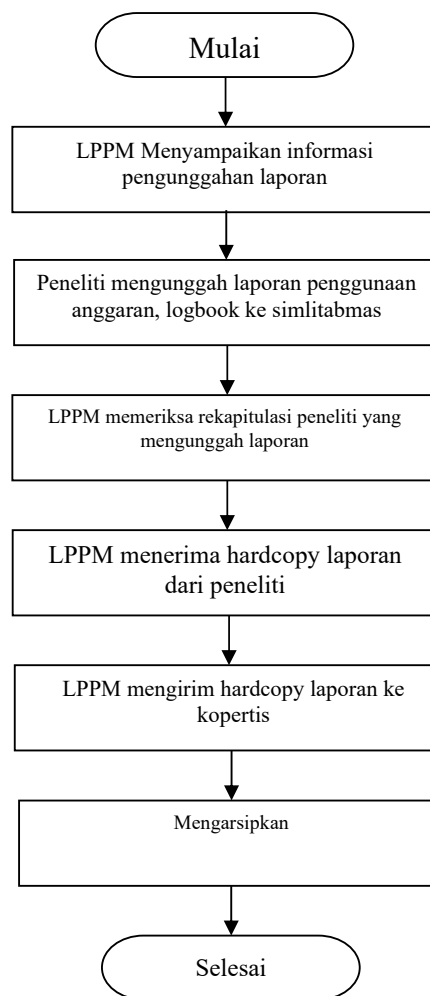 Mulai
LPPM Menyampaikan informasi
pengunggahan laporan
Peneliti mengunggah laporan penggunaan
anggaran, logbook ke simlitabmas
LPPM memeriksa rekapitulasi peneliti yang
mengunggah laporan
LPPM menerima hardcopy laporan
dari peneliti
LPPM mengirim hardcopy laporan ke
kopertis
Mengarsipkan
Selesai